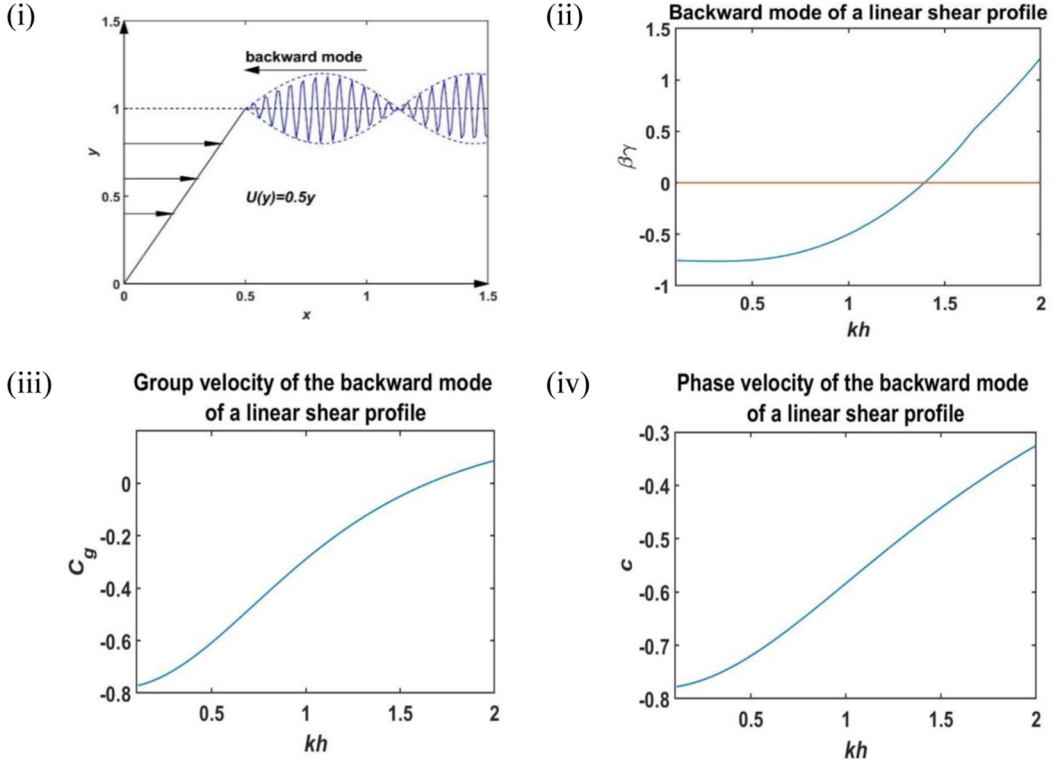 (i)
1.5
1
0.5
0
y
backward mode
U(y)=0.5y
0
0.5
1
1.5
x
(ii)
Backward mode of a linear shear profile
1.5
1
0.5
0
-0.5
-1
βγ
0.5
1
1.5
2
kh
(iii)
Group velocity of the backward mode
of a linear shear profile
0
-0.2
-0.4
-0.6
-0.8
C_g
0.5
1
1.5
2
kh
(iv)
Phase velocity of the backward mode
of a linear shear profile
-0.3
-0.4
-0.5
-0.6
-0.7
-0.8
c
0.5
1
1.5
2
kh